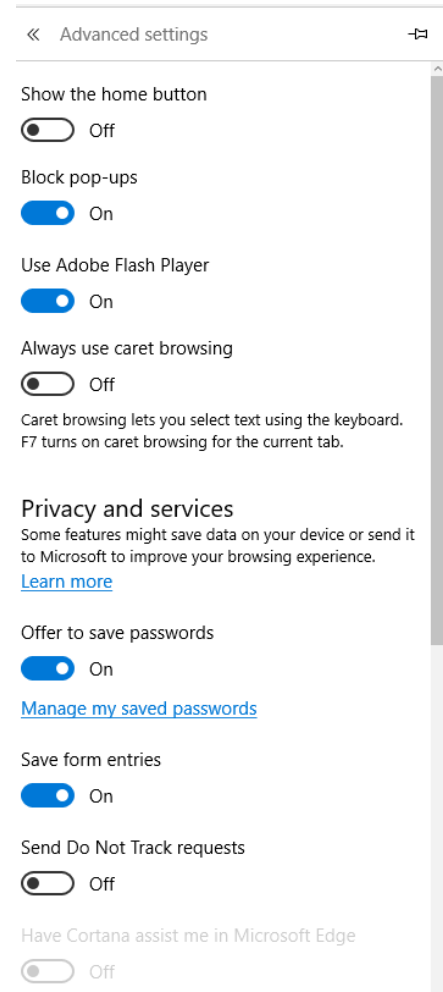 Advanced settings
Show the home button
Off
Block pop-ups
On
Use Adobe Flash Player
On
Always use caret browsing
Off
Caret browsing lets you select text using the keyboard.
F7 turns on caret browsing for the current tab.
Privacy and services
Some features might save data on your device or send it
to Microsoft to improve your browsing experience.
Learn more
Offer to save passwords
On
Manage my saved passwords
Save form entries
On
Send Do Not Track requests
Off
Have Cortana assist me in Microsoft Edge
Off